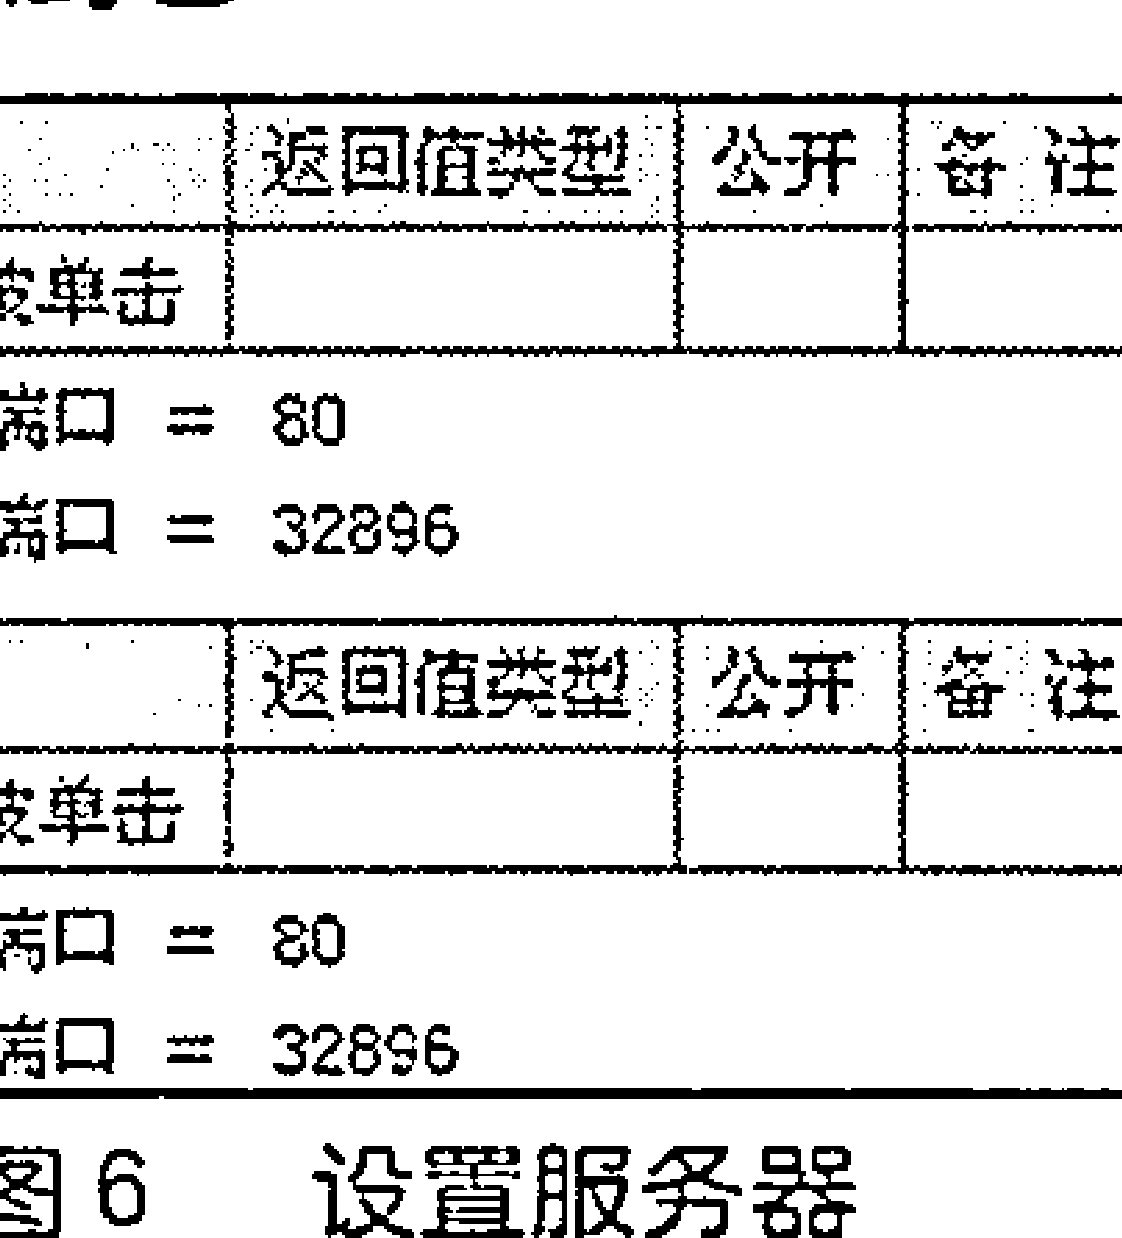 返回值类型 公开 备 注
被单击
端口 = 80
端口 = 32896
返回值类型 公开 备 注
被单击
端口 = 80
端口 = 32896
图 6 设置服务器